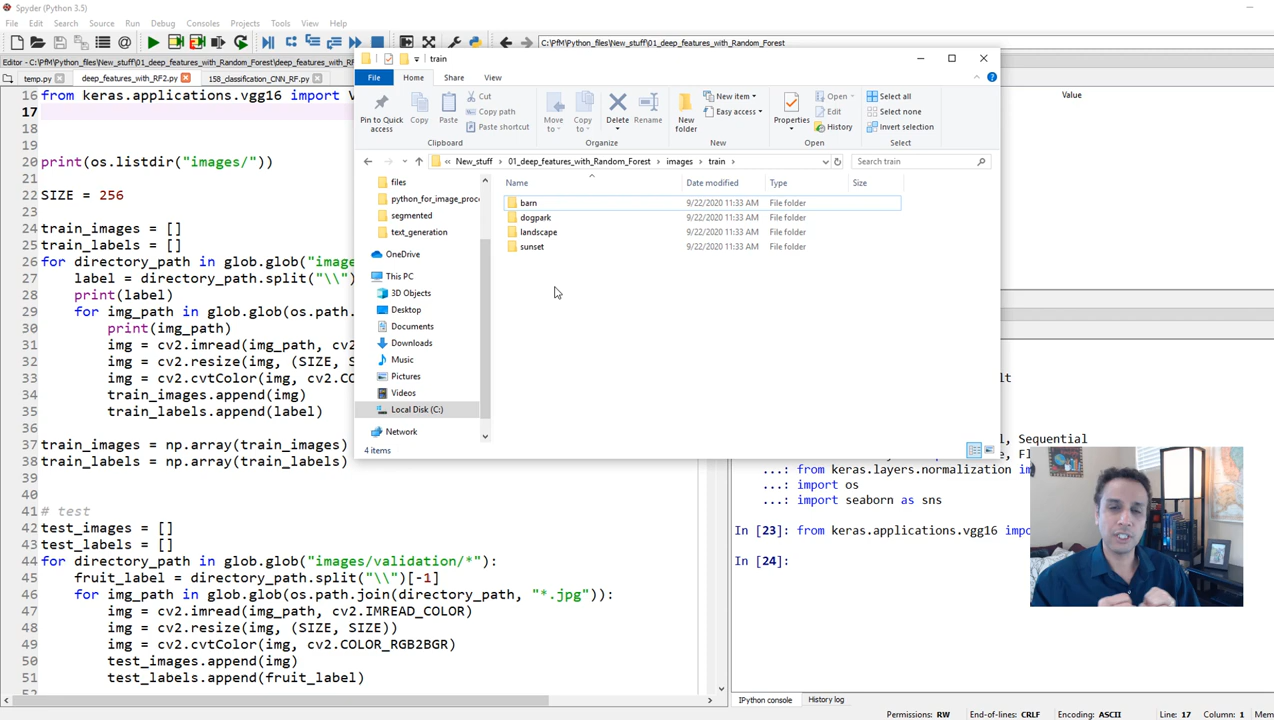 Spyder (Python 3.5)
File Edit Search Source Run Debug Consoles Projects Tools View Help
C:\PfM\Python_files\New_stuff\01_deep_features_with_Random_Forest
Editor - C:\PfM\Python_files\New_stuff\01_deep_features_with_Random_Forest\deep_features_with_RF
temp.py deep_features_with_RF2.py 158_classification_CNN_RF.py
16 from keras.applications.vgg16 import V
17
18
19
20 print(os.listdir("images/"))
21
22 SIZE = 256
23
24 train_images = []
25 train_labels = []
26 for directory_path in glob.glob("image
27 label = directory_path.split("\\")
28 print(label)
29 for img_path in glob.glob(os.path.
30 print(img_path)
31 img = cv2.imread(img_path, cv
32 img = cv2.resize(img, (SIZE, S
33 img = cv2.cvtColor(img, cv2.CO
34 train_images.append(img)
35 train_labels.append(label)
36
37 train_images = np.array(train_images)
38 train_labels = np.array(train_labels)
39
40
41 # test
42 test_images = []
43 test_labels = []
44 for directory_path in glob.glob("images/validation/*"):
45 fruit_label = directory_path.split("\\")[-1]
46 for img_path in glob.glob(os.path.join(directory_path, "*.jpg")):
47 img = cv2.imread(img_path, cv2.IMREAD_COLOR)
48 img = cv2.resize(img, (SIZE, SIZE))
49 img = cv2.cvtColor(img, cv2.COLOR_RGB2BGR)
50 test_images.append(img)
51 test_labels.append(fruit_label)
train
File Home Share View
Pin to Quick access
Copy
Paste
Cut
Copy path
Paste shortcut
Clipboard
Move to
Copy to
Delete
Rename
Organize
New folder
New item
Easy access
New
Properties
Open
Edit
History
Open
Select all
Select none
Invert selection
Select
New_stuff 01_deep_features_with_Random_Forest images train
Search train
files
python_for_image_proc
segmented
text_generation
OneDrive
This PC
3D Objects
Desktop
Documents
Downloads
Music
Pictures
Videos
Local Disk (C:)
Network
Name Date modified Type Size
barn 9/22/2020 11:33 AM File folder
dogpark 9/22/2020 11:33 AM File folder
landscape 9/22/2020 11:33 AM File folder
sunset 9/22/2020 11:33 AM File folder
4 items
Value
lt
l, Sequential
e, Fl
...: from keras.layers.normalization im
...: import os
...: import seaborn as sns
In [23]: from keras.applications.vgg16 impo
In [24]:
IPython console History log
Permissions: RW End-of-lines: CRLF Encoding: ASCII Line: 17 Column: 1 Mem